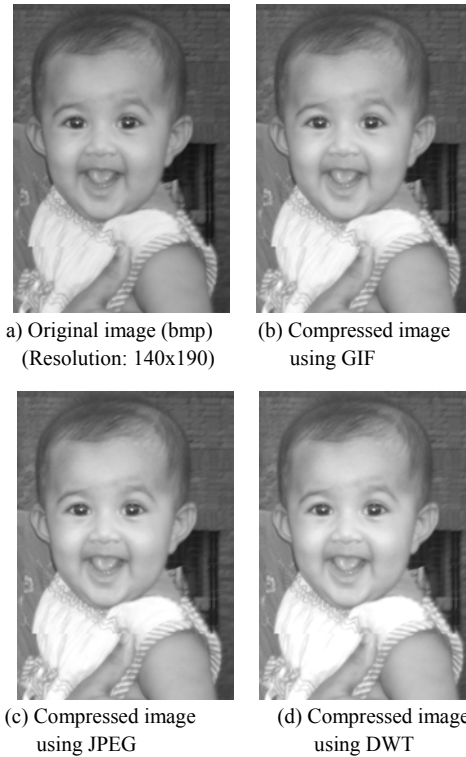 a) Original image (bmp)
(Resolution: 140x190)
(b) Compressed image
using GIF
(c) Compressed image
using JPEG
(d) Compressed image
using DWT